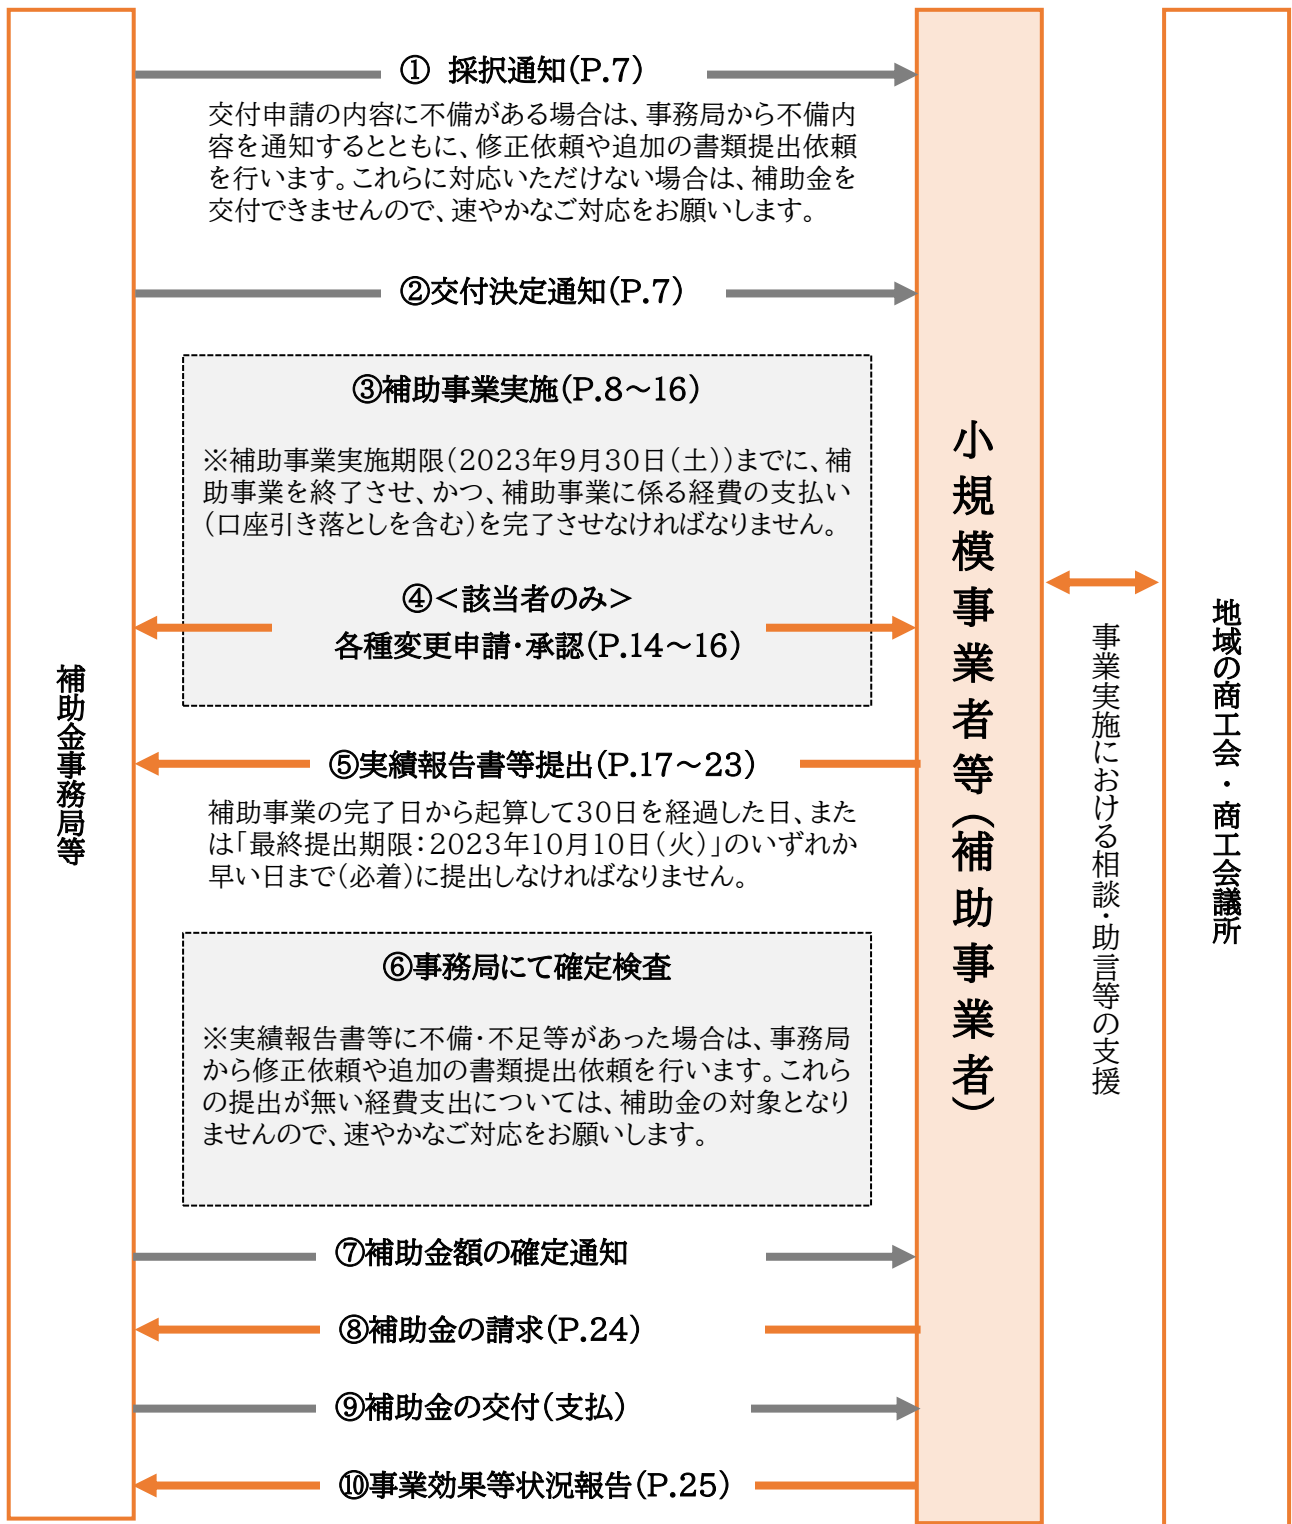 ① 採択通知(P.7)
交付申請の内容に不備がある場合は、事務局から不備内
容を通知するとともに、修正依頼や追加の書類提出依頼
を行います。これらに対応いただけない場合は、補助金を
交付できませんので、速やかなご対応をお願いします。
②交付決定通知(P.7)
③補助事業実施(P.8～16)
※補助事業実施期限(2023年9月30日(土))までに、補
助事業を終了させ、かつ、補助事業に係る経費の支払い
(口座引き落としを含む)を完了させなければなりません。
④＜該当者のみ＞
各種変更申請・承認(P.14～16)
⑤実績報告書等提出(P.17～23)
補助事業の完了日から起算して30日を経過した日、また
は「最終提出期限：2023年10月10日(火)」のいずれか
早い日まで(必着)に提出しなければなりません。
⑥事務局にて確定検査
※実績報告書等に不備・不足等があった場合は、事務局
から修正依頼や追加の書類提出依頼を行います。これら
の提出が無い経費支出については、補助金の対象となり
ませんので、速やかなご対応をお願いします。
⑦補助金額の確定通知
⑧補助金の請求(P.24)
⑨補助金の交付(支払)
⑩事業効果等状況報告(P.25)
補助金事務局等
小規模事業者等(補助事業者)
事業実施における相談・助言等の支援
地域の商工会・商工会議所